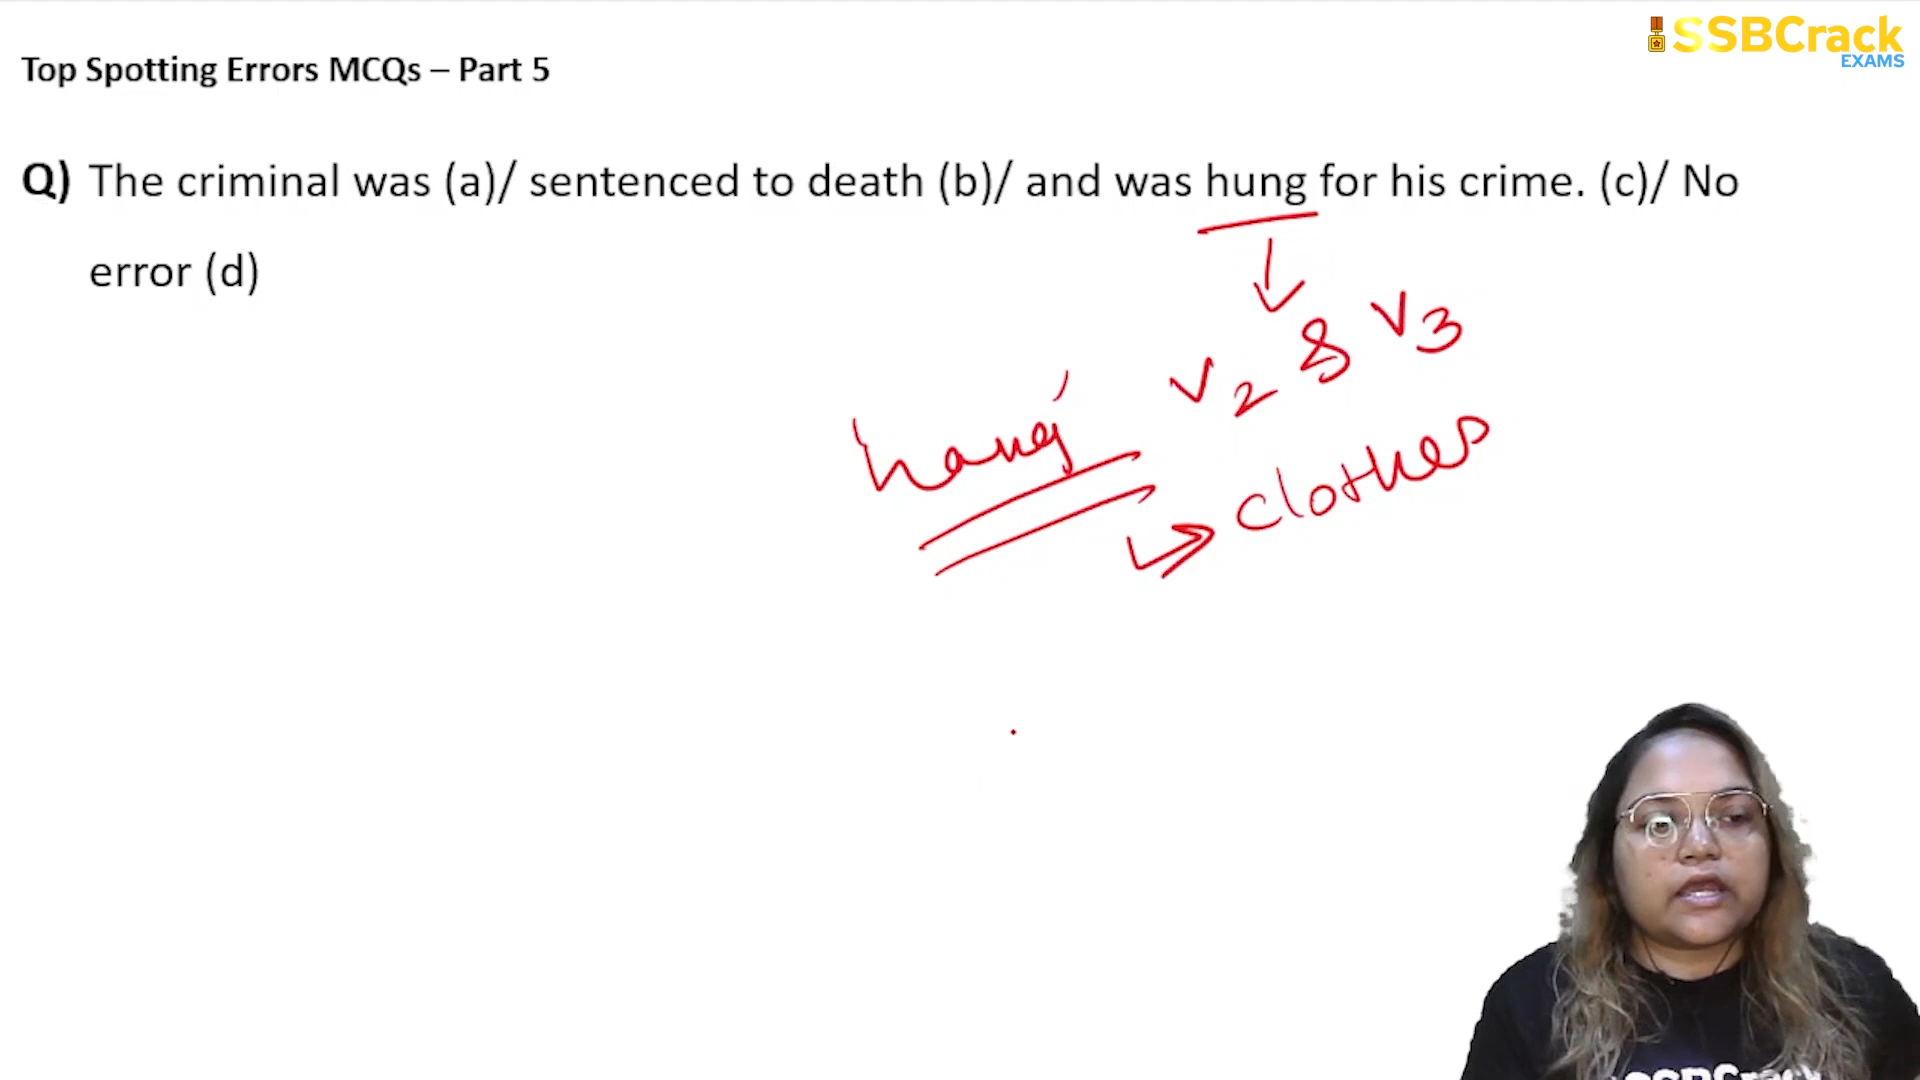 SSBCrack
EXAMS
Top Spotting Errors MCQs – Part 5
Q) The criminal was (a)/ sentenced to death (b)/ and was hung for his crime. (c)/ No
error (d)
V2 & V3
hang
clothes